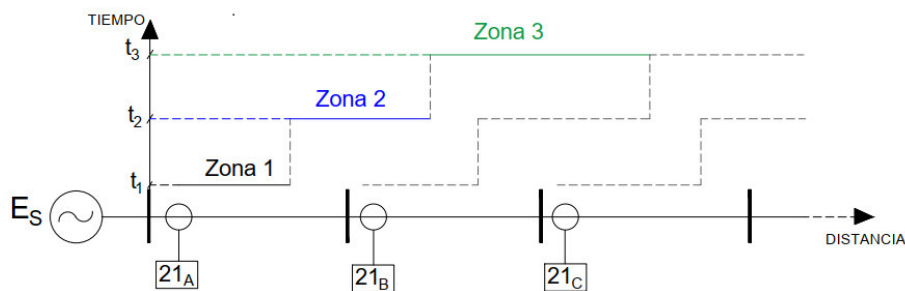 TIEMPO
t3
Zona 3
t2
Zona 2
t1
Zona 1
ES
DISTANCIA
21A
21B
21C